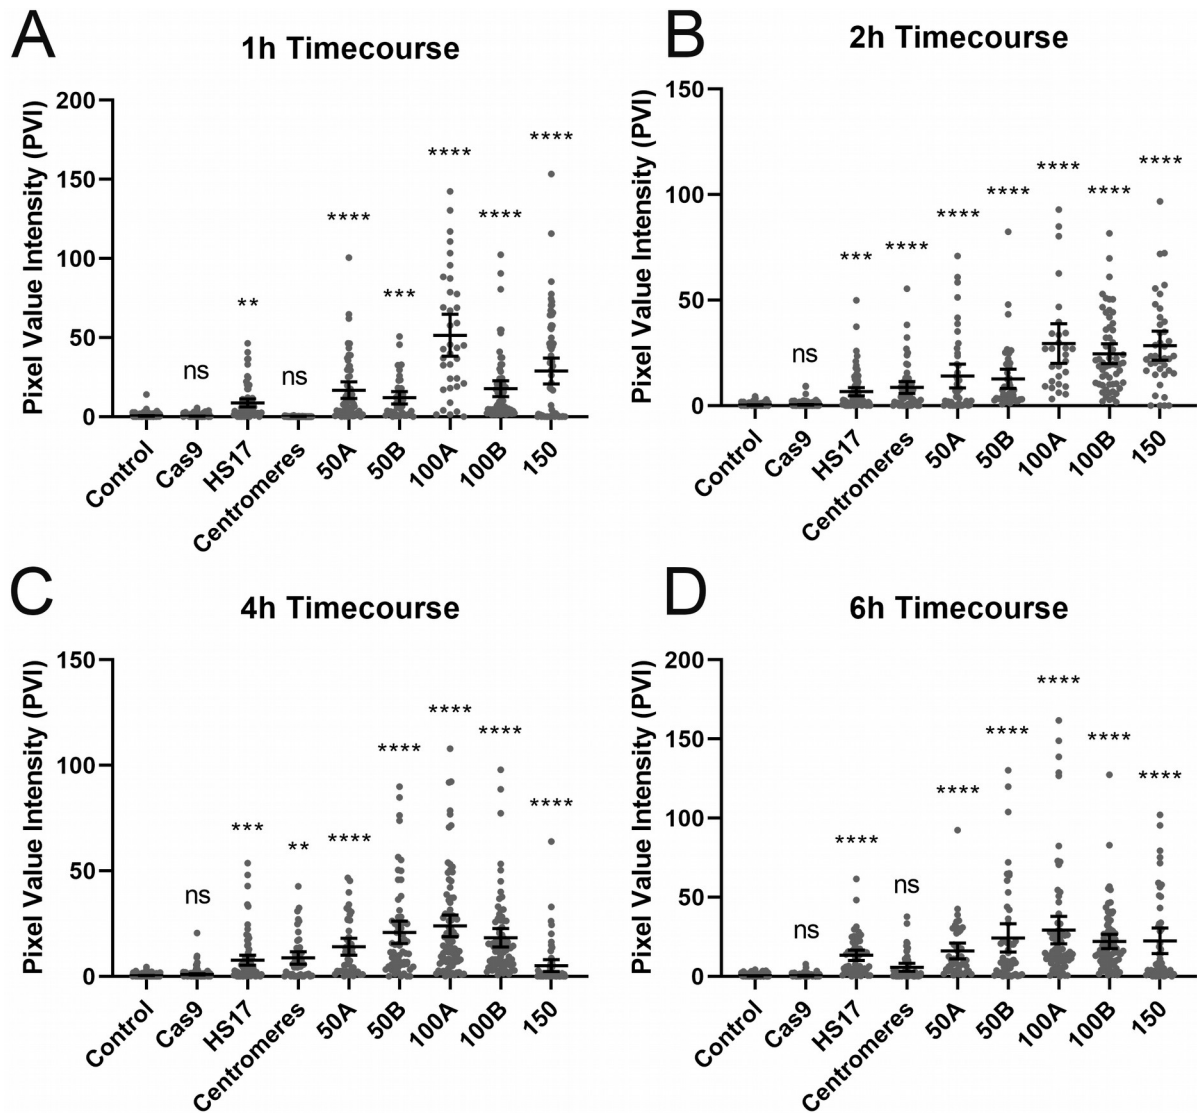 A
1h Timecourse
Pixel Value Intensity (PVI)
200
150
100
50
0
ns
**
ns
****
***
****
****
****
Control
Cas9
HS17
Centromeres
50A
50B
100A
100B
150
B
2h Timecourse
Pixel Value Intensity (PVI)
150
100
50
0
ns
***
****
****
****
****
****
****
Control
Cas9
HS17
Centromeres
50A
50B
100A
100B
150
C
4h Timecourse
Pixel Value Intensity (PVI)
150
100
50
0
ns
***
**
****
****
****
****
****
Control
Cas9
HS17
Centromeres
50A
50B
100A
100B
150
D
6h Timecourse
Pixel Value Intensity (PVI)
200
150
100
50
0
ns
****
ns
****
****
****
****
****
Control
Cas9
HS17
Centromeres
50A
50B
100A
100B
150